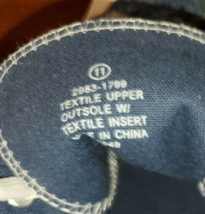 11
2983-1799
TEXTILE UPPER
OUTSOLE W/
TEXTILE INSERT
IN CHINA